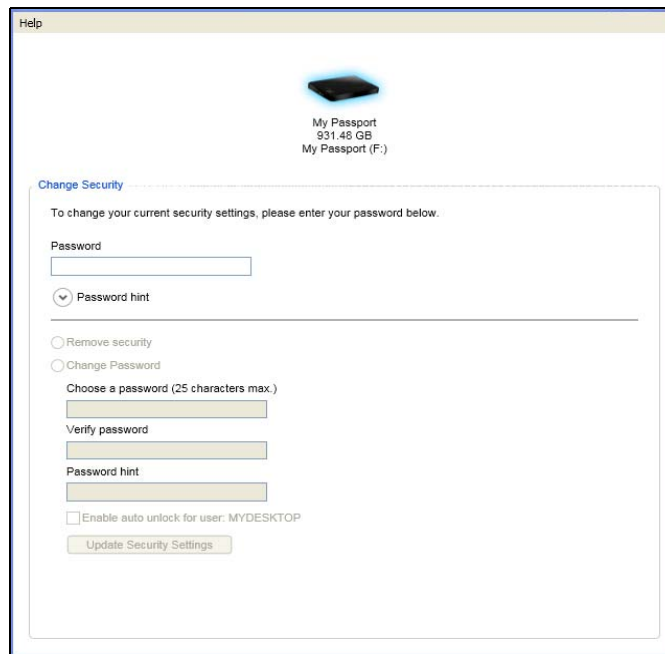 Help
My Passport
931.48 GB
My Passport (F:)
Change Security
To change your current security settings, please enter your password below.
Password
Password hint
Remove security
Change Password
Choose a password (25 characters max.)
Verify password
Password hint
Enable auto unlock for user: MYDESKTOP
Update Security Settings